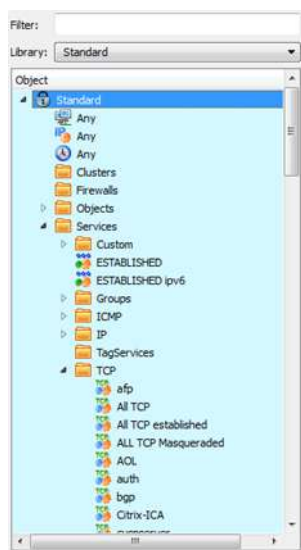 Filter:
Library: Standard
Object
Standard
Any
Any
Any
Clusters
Firewalls
Objects
Services
Custom
ESTABLISHED
ESTABLISHED ipv6
Groups
ICMP
IP
TagServices
TCP
afp
All TCP
All TCP established
ALL TCP Masqueraded
AOL
auth
bgp
Citrix-ICA